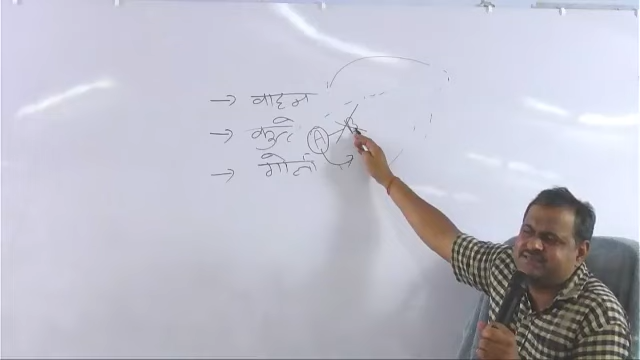 → वाहन
→ कुत्ते
→ गोली
A